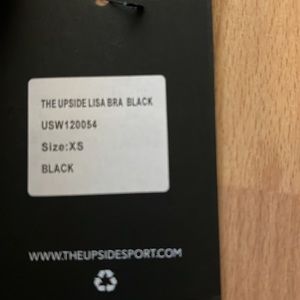 THE UPSIDE LISA BRA BLACK
USW120054
Size:XS
BLACK
WWW.THEUPSIDESPORT.COM